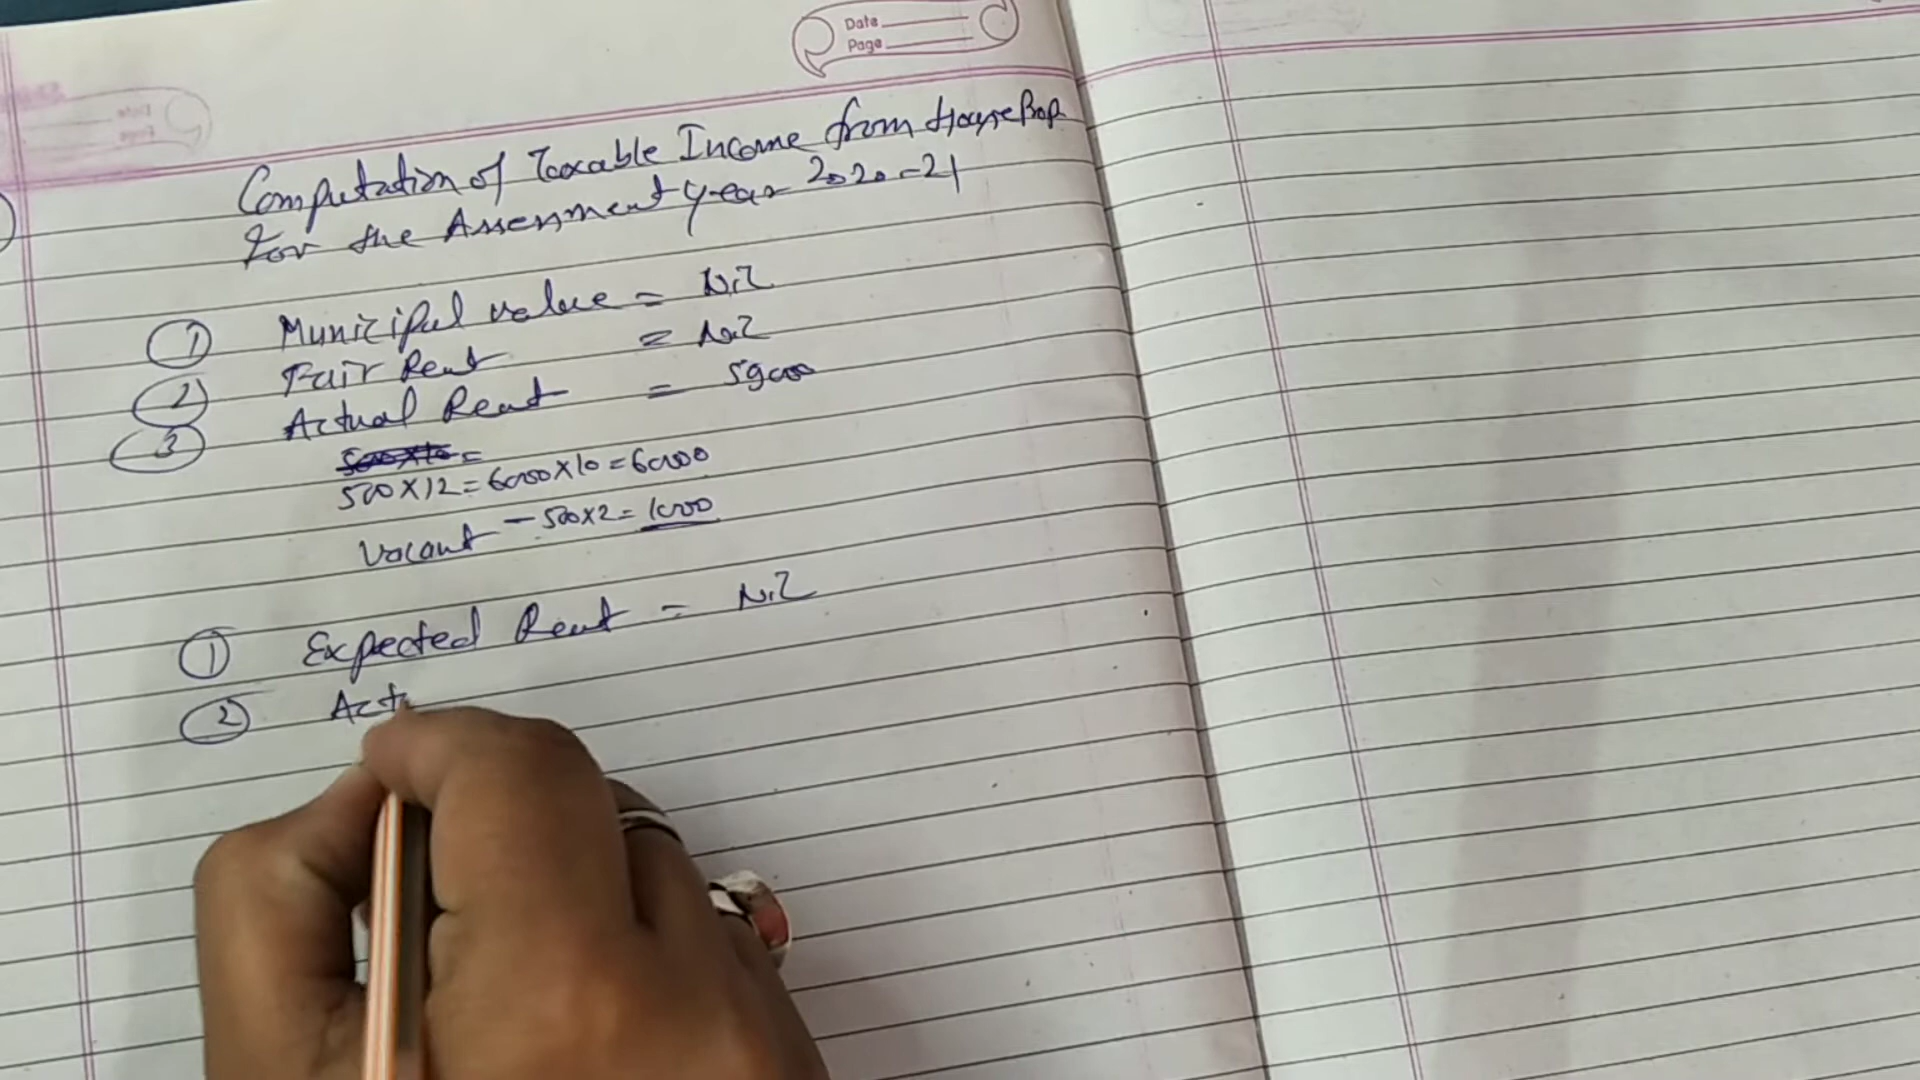 Date
Page
Computation of Taxable Income from House Prop
For the Assessment year 2020-21
① Municipal value = Nil
② Fair Rent = Nil
③ Actual Rent = 59000
500×10=
500×12=6000×10=60000
Vacant - 500×2=1000
① Expected Rent = Nil
② Act